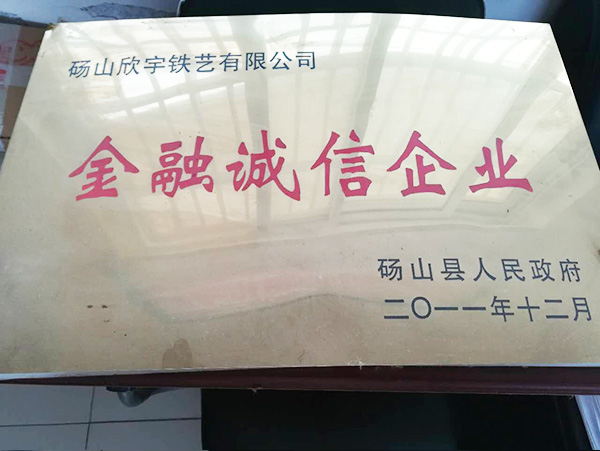 砀山欣宇铁艺有限公司
金融诚信企业
砀山县人民政府
二〇一一年十二月